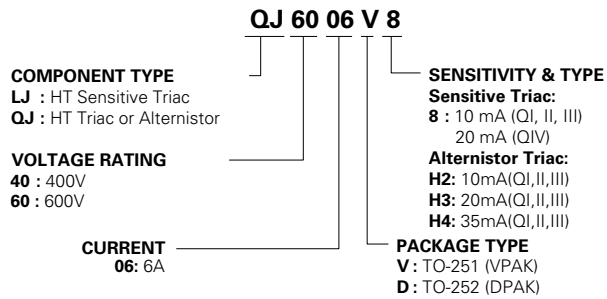 QJ 60 06 V 8
COMPONENT TYPE
LJ : HT Sensitive Triac
QJ : HT Triac or Alternistor
VOLTAGE RATING
40 : 400V
60 : 600V
CURRENT
06: 6A
SENSITIVITY & TYPE
Sensitive Triac:
8 : 10 mA (QI, II, III)
20 mA (QIV)
Alternistor Triac:
H2: 10mA(QI,II,III)
H3: 20mA(QI,II,III)
H4: 35mA(QI,II,III)
PACKAGE TYPE
V : TO-251 (VPAK)
D : TO-252 (DPAK)